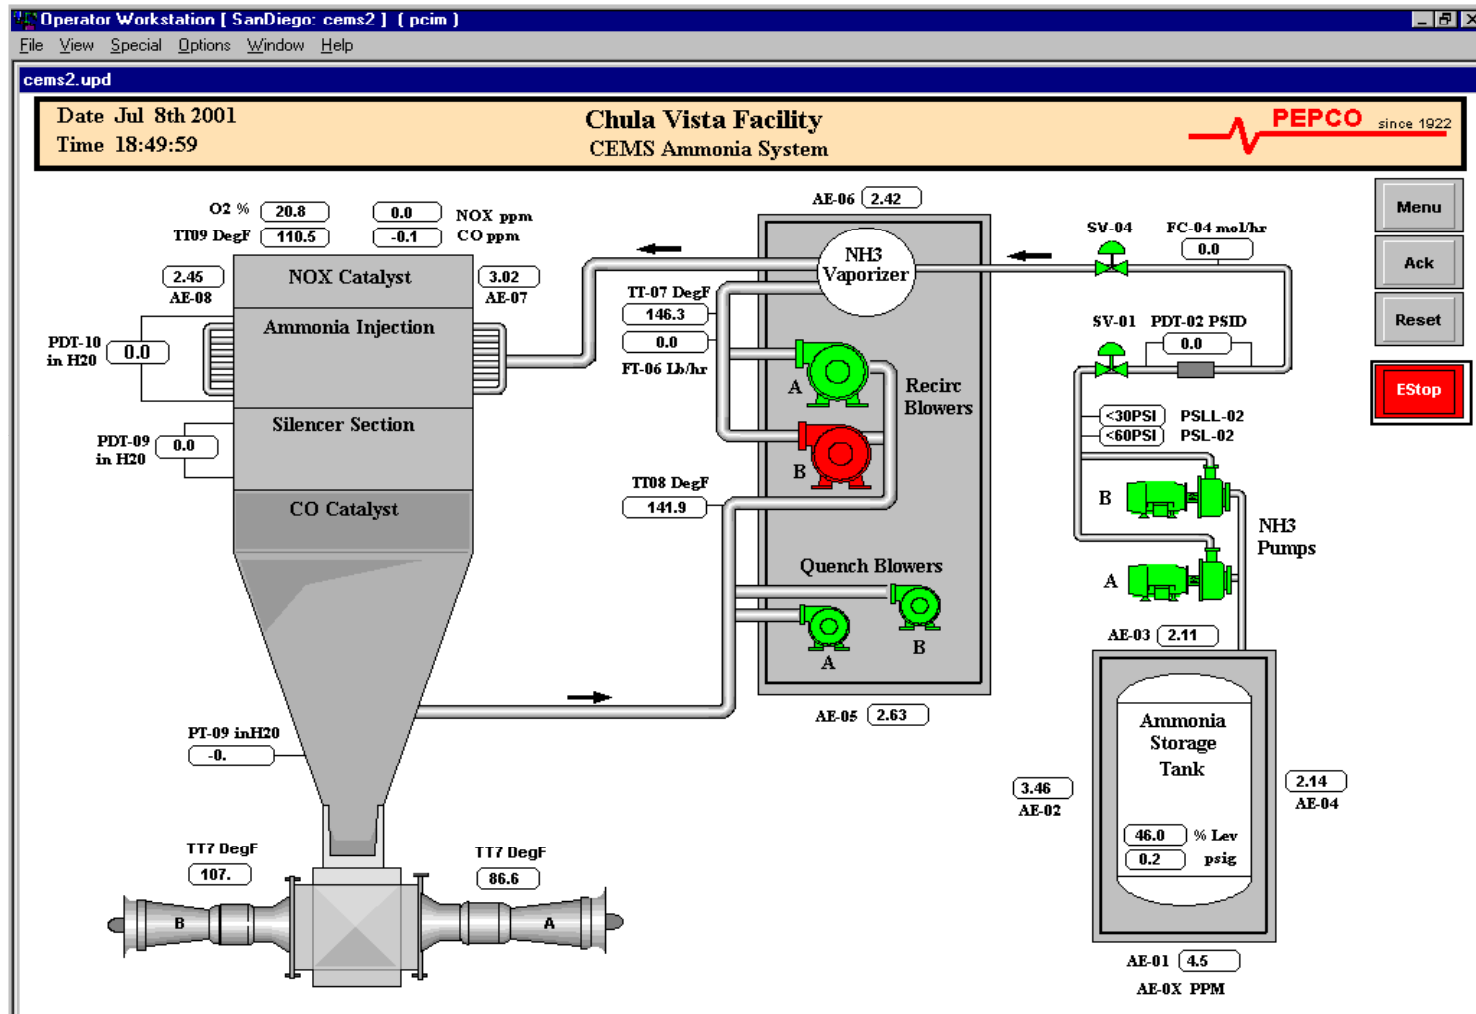 Operator Workstation [ SanDiego: cems2 ] ( pcim )
File View Special Options Window Help
cems2.upd
Date Jul 8th 2001
Time 18:49:59
Chula Vista Facility
CEMS Ammonia System
PEPCO since 1922
Menu
Ack
Reset
EStop
O2 % 20.8 0.0 NOX ppm
TT09 DegF 110.5 -0.1 CO ppm
2.45
AE-08
NOX Catalyst
3.02
AE-07
Ammonia Injection
PDT-10
in H20
0.0
Silencer Section
PDT-09
in H20
0.0
CO Catalyst
PT-09 inH20
-0.
TT7 DegF
107.
TT7 DegF
86.6
B
A
AE-06 2.42
NH3
Vaporizer
TT-07 DegF
146.3
0.0
FT-06 Lb/hr
A
Recirc
Blowers
B
TT08 DegF
141.9
Quench Blowers
A
B
AE-05 2.63
SV-04
FC-04 mol/hr
0.0
SV-01
PDT-02 PSID
0.0
<30PSI PSLL-02
<60PSI PSL-02
B
NH3
Pumps
A
AE-03 2.11
Ammonia
Storage
Tank
3.46
AE-02
2.14
AE-04
46.0 % Lev
0.2 psig
AE-01 4.5
AE-0X PPM